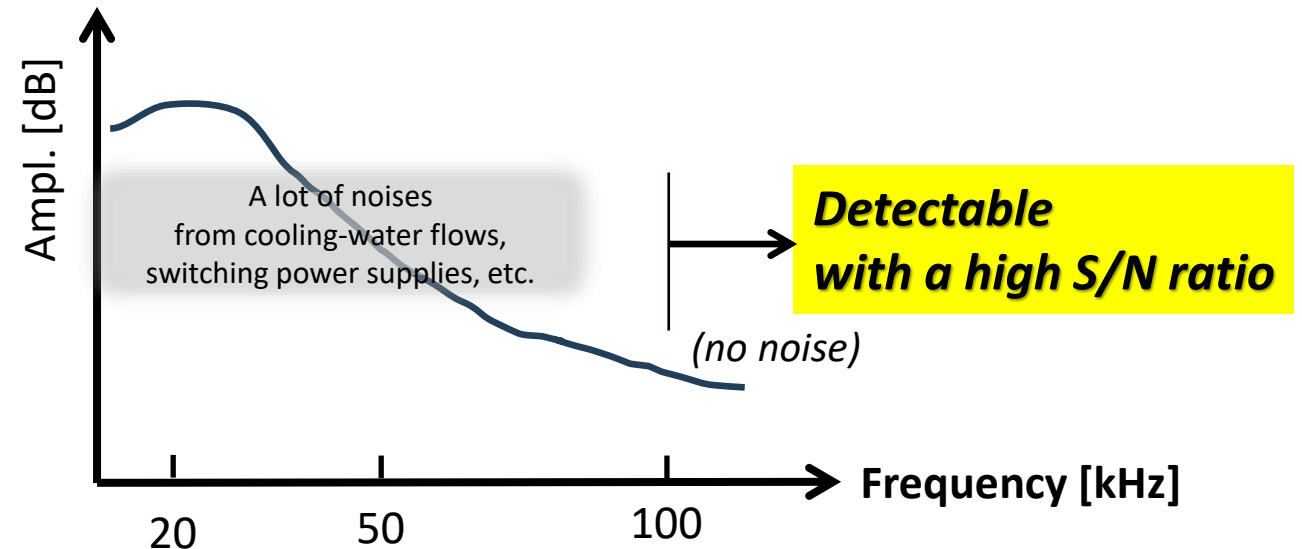 Ampl. [dB]
A lot of noises
from cooling-water flows,
switching power supplies, etc.
Detectable
with a high S/N ratio
(no noise)
Frequency [kHz]
20
50
100